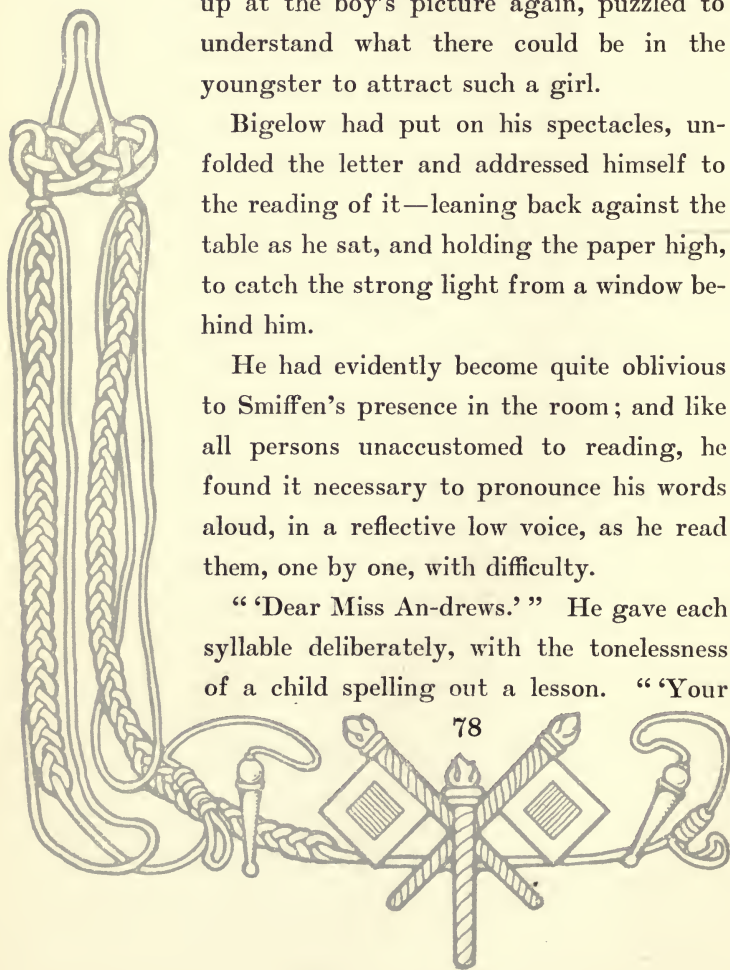 up at the boy's picture again, puzzled to
understand what there could be in the
youngster to attract such a girl.
Bigelow had put on his spectacles, un-
folded the letter and addressed himself to
the reading of it—leaning back against the
table as he sat, and holding the paper high,
to catch the strong light from a window be-
hind him.
He had evidently become quite oblivious
to Smiffen's presence in the room; and like
all persons unaccustomed to reading, he
found it necessary to pronounce his words
aloud, in a reflective low voice, as he read
them, one by one, with difficulty.
“ ‘Dear Miss An-drews.’ ” He gave each
syllable deliberately, with the tonelessness
of a child spelling out a lesson. “ ‘Your
78